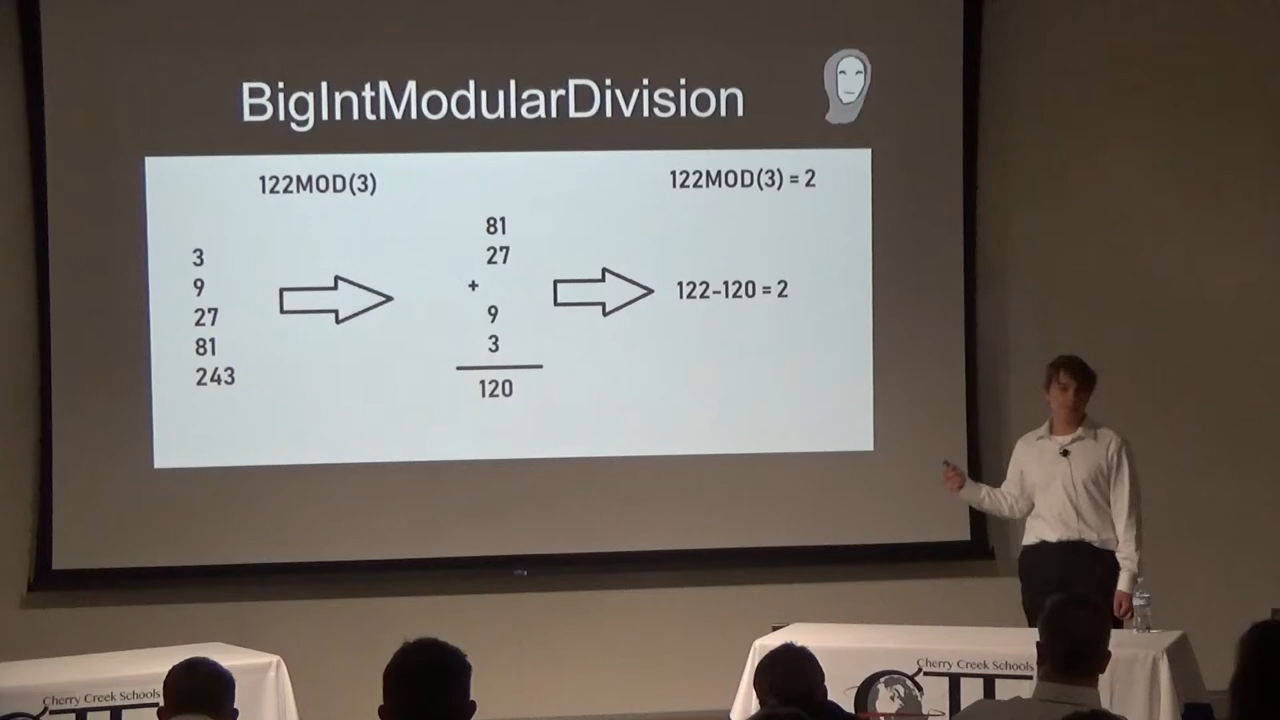 BigIntModularDivision
122MOD(3)
3
9
27
81
243
81
27
+
9
3
120
122MOD(3) = 2
122-120 = 2
Cherry Creek Schools
Cherry Creek Schools